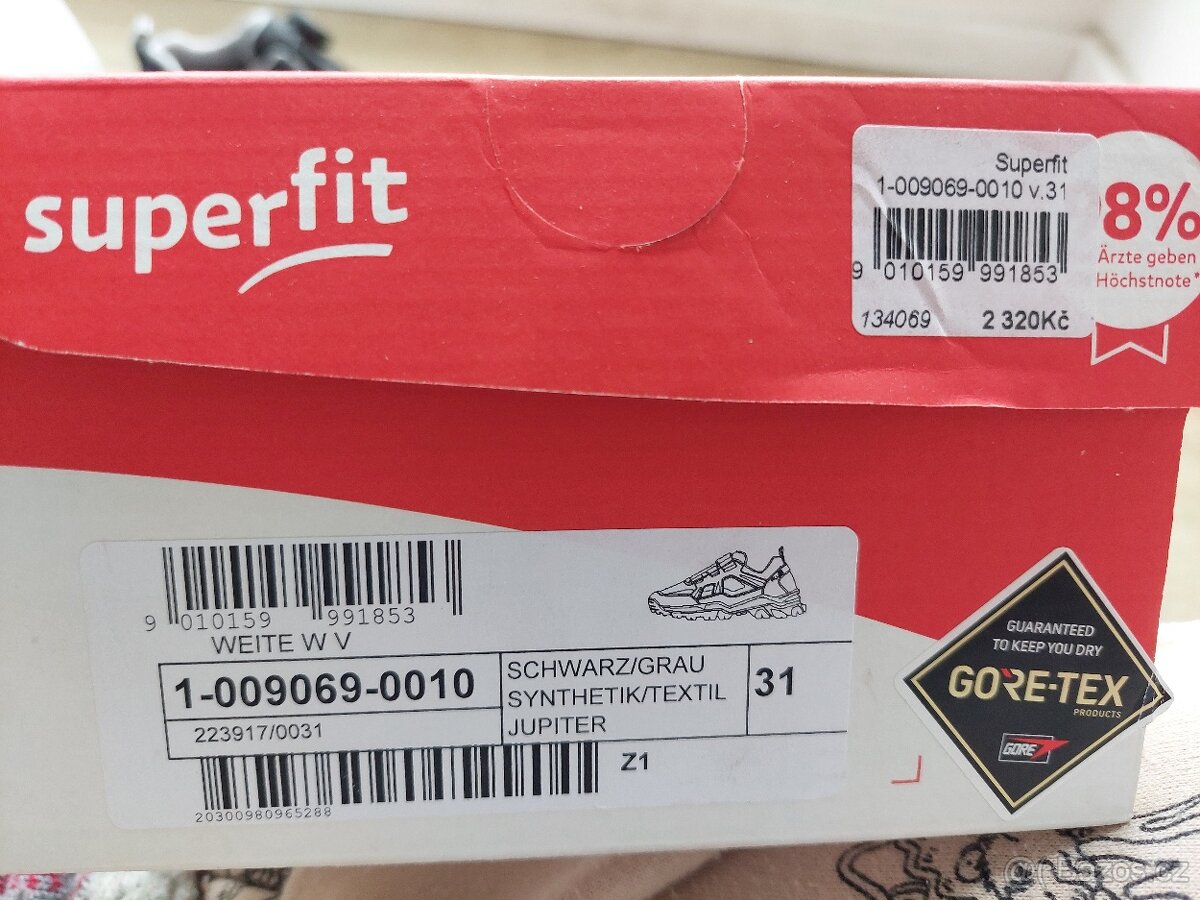 superfit
Superfit
1-009069-0010 v.31
9 010159 991853
134069 2 320Kč
8%
Ärzte geben
Höchstnote*
9 010159 991853
WEITE W V
1-009069-0010
223917/0031
SCHWARZ/GRAU
SYNTHETIK/TEXTIL
JUPITER
31
Z1
20300980965288
GUARANTEED
TO KEEP YOU DRY
GORE-TEX
PRODUCTS
GORE